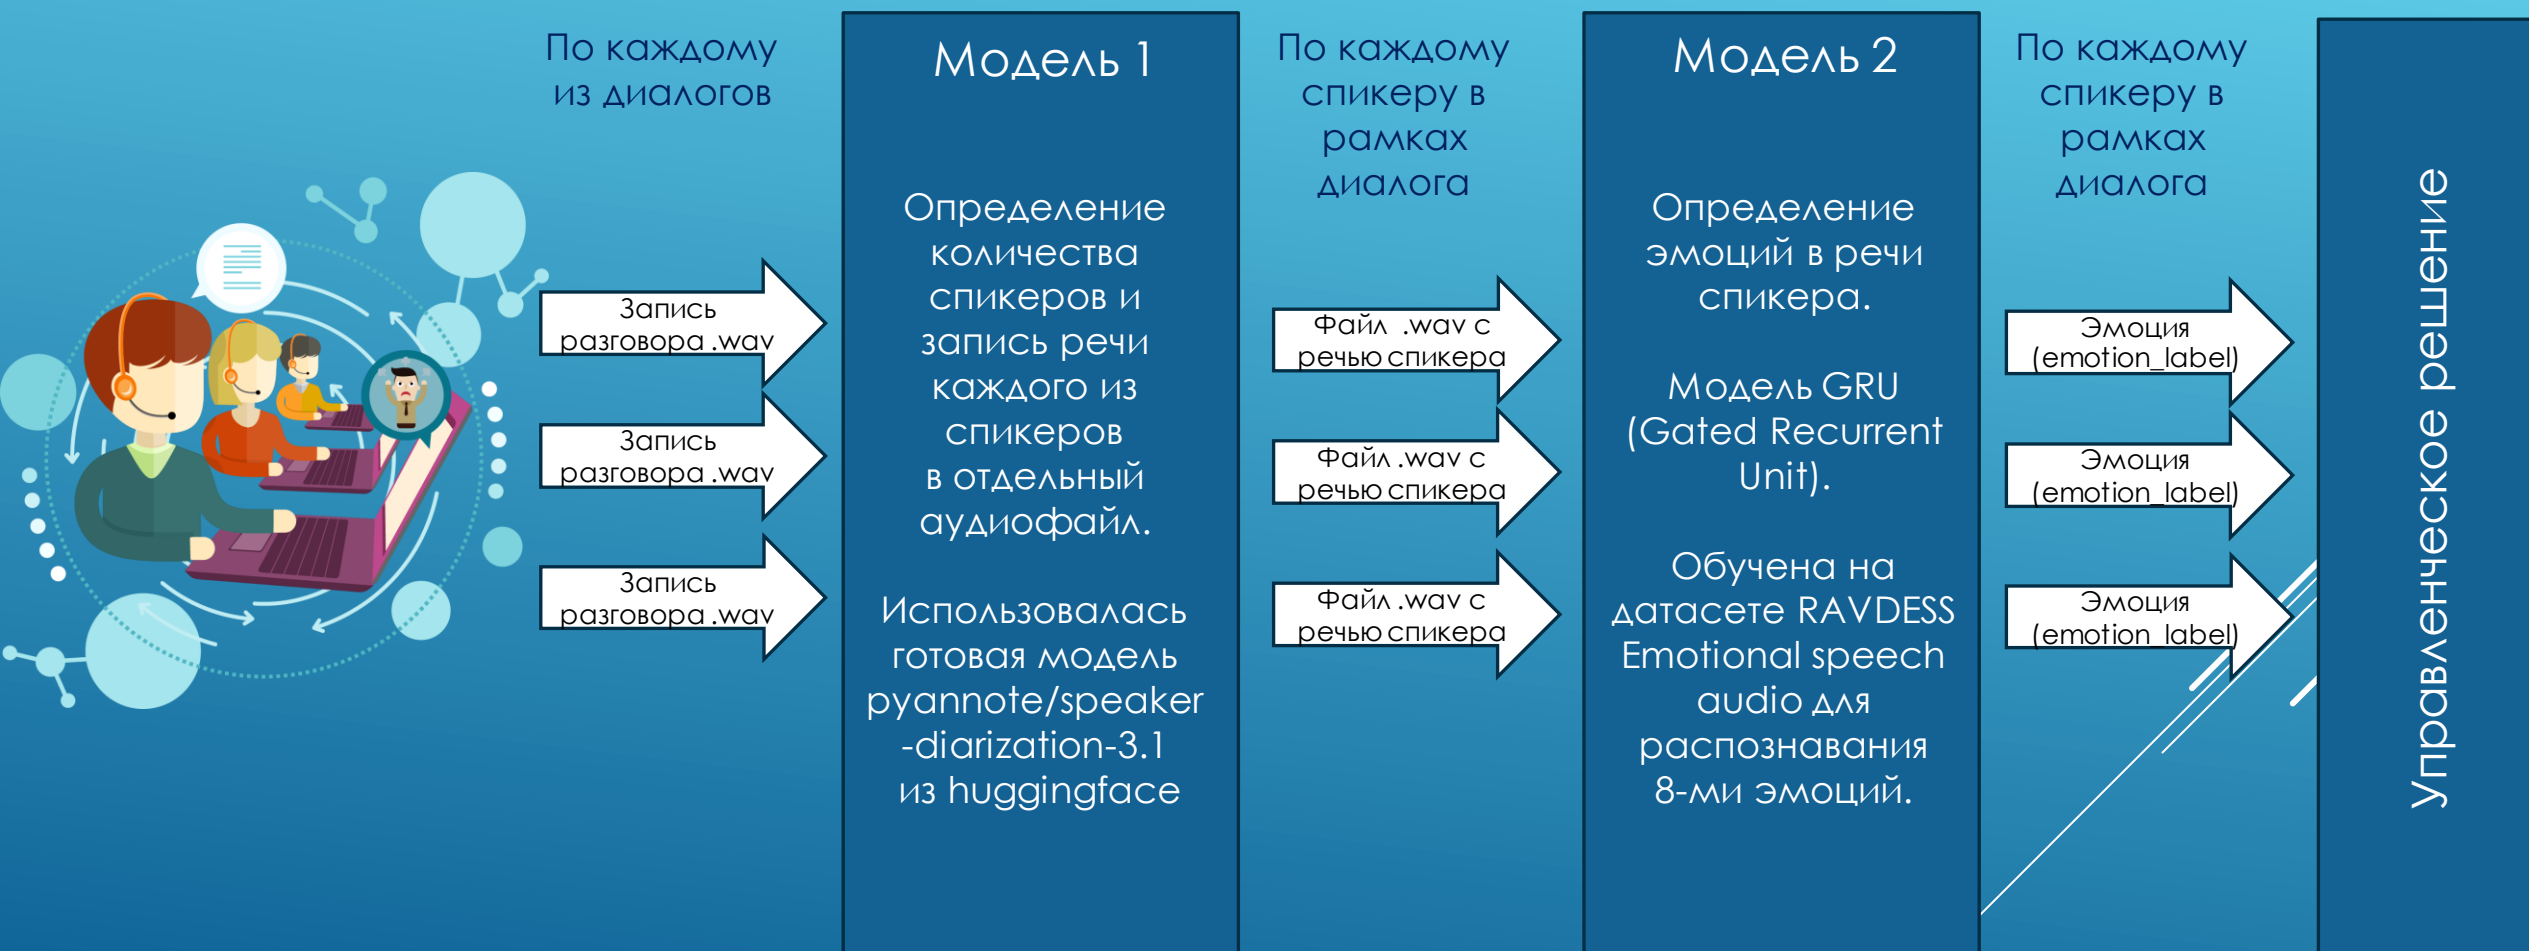 По каждому
из диалогов
Запись
разговора .wav
Запись
разговора .wav
Запись
разговора .wav
Модель 1
Определение
количества
спикеров и
запись речи
каждого из
спикеров
в отдельный
аудиофайл.
Использовалась
готовая модель
pyannote/speaker
-diarization-3.1
из huggingface
По каждому
спикеру в
рамках
диалога
Файл .wav с
речью спикера
Файл .wav с
речью спикера
Файл .wav с
речью спикера
Модель 2
Определение
эмоций в речи
спикера.
Модель GRU
(Gated Recurrent
Unit).
Обучена на
датасете RAVDESS
Emotional speech
audio для
распознавания
8-ми эмоций.
По каждому
спикеру в
рамках
диалога
Эмоция
(emotion_label)
Эмоция
(emotion_label)
Эмоция
(emotion_label)
Управленческое решение